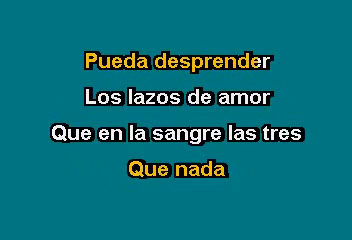 Pueda desprender
Los lazos de amor
Que en la sangre las tres
Que nada